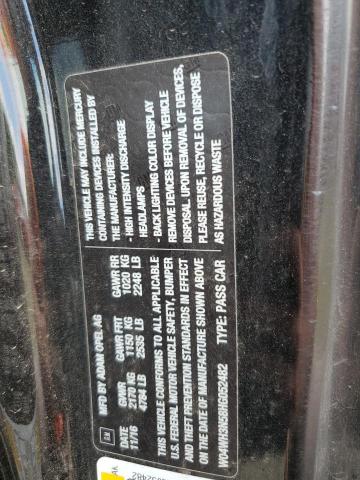 MFD BY ADAM OPEL AG
GM
DATE GVWR GAWR FRT GAWR RR
11/16 2170 KG 1150 KG 1020 KG
4784 LB 2535 LB 2248 LB
THIS VEHICLE CONFORMS TO ALL APPLICABLE
U.S. FEDERAL MOTOR VEHICLE SAFETY, BUMPER
AND THEFT PREVENTION STANDARDS IN EFFECT
ON THE DATE OF MANUFACTURE SHOWN ABOVE
W04WH3N58HG052482 TYPE: PASS CAR
THIS VEHICLE MAY INCLUDE MERCURY
CONTAINING DEVICES INSTALLED BY
THE MANUFACTURER:
- HIGH INTENSITY DISCHARGE
HEADLAMPS
- BACK LIGHTING COLOR DISPLAY
REMOVE DEVICES BEFORE VEHICLE
DISPOSAL. UPON REMOVAL OF DEVICES,
PLEASE REUSE, RECYCLE OR DISPOSE
AS HAZARDOUS WASTE